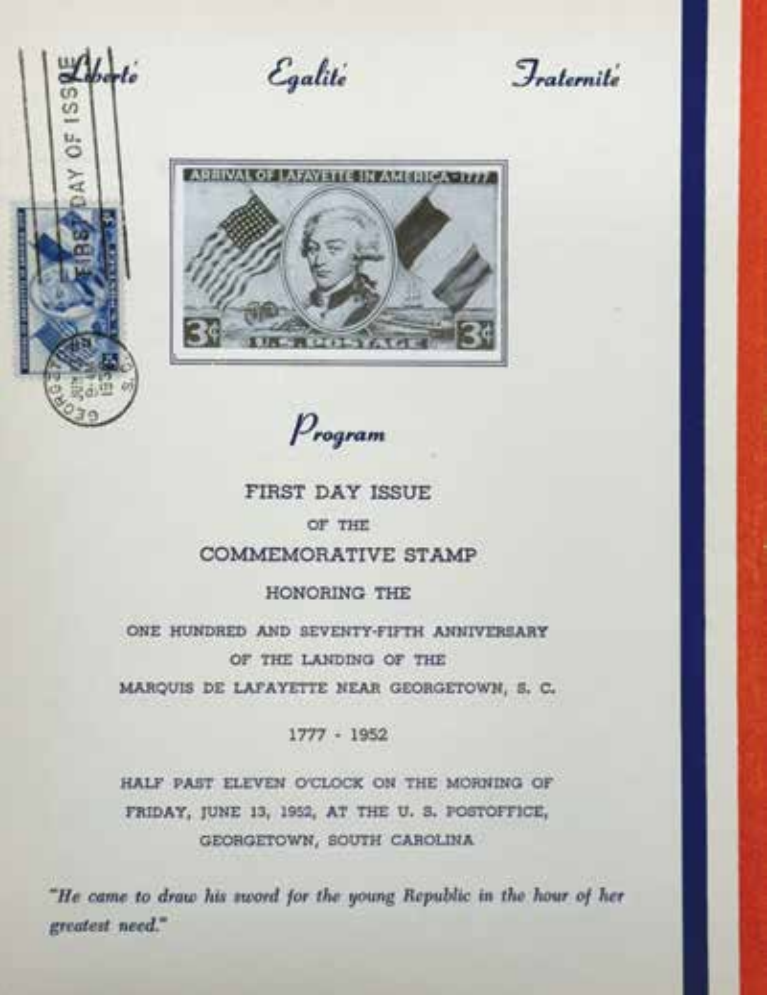 Liberté Egalité Fraternité
FIRST DAY OF ISSUE
ARRIVAL OF LAFAYETTE IN AMERICA-1777
3¢ U.S. POSTAGE 3¢
GEORGETOWN S.C.
Program
FIRST DAY ISSUE
OF THE
COMMEMORATIVE STAMP
HONORING THE
ONE HUNDRED AND SEVENTY-FIFTH ANNIVERSARY
OF THE LANDING OF THE
MARQUIS DE LAFAYETTE NEAR GEORGETOWN, S. C.
1777 - 1952
HALF PAST ELEVEN O'CLOCK ON THE MORNING OF
FRIDAY, JUNE 13, 1952, AT THE U. S. POSTOFFICE,
GEORGETOWN, SOUTH CAROLINA
"He came to draw his sword for the young Republic in the hour of her
greatest need."